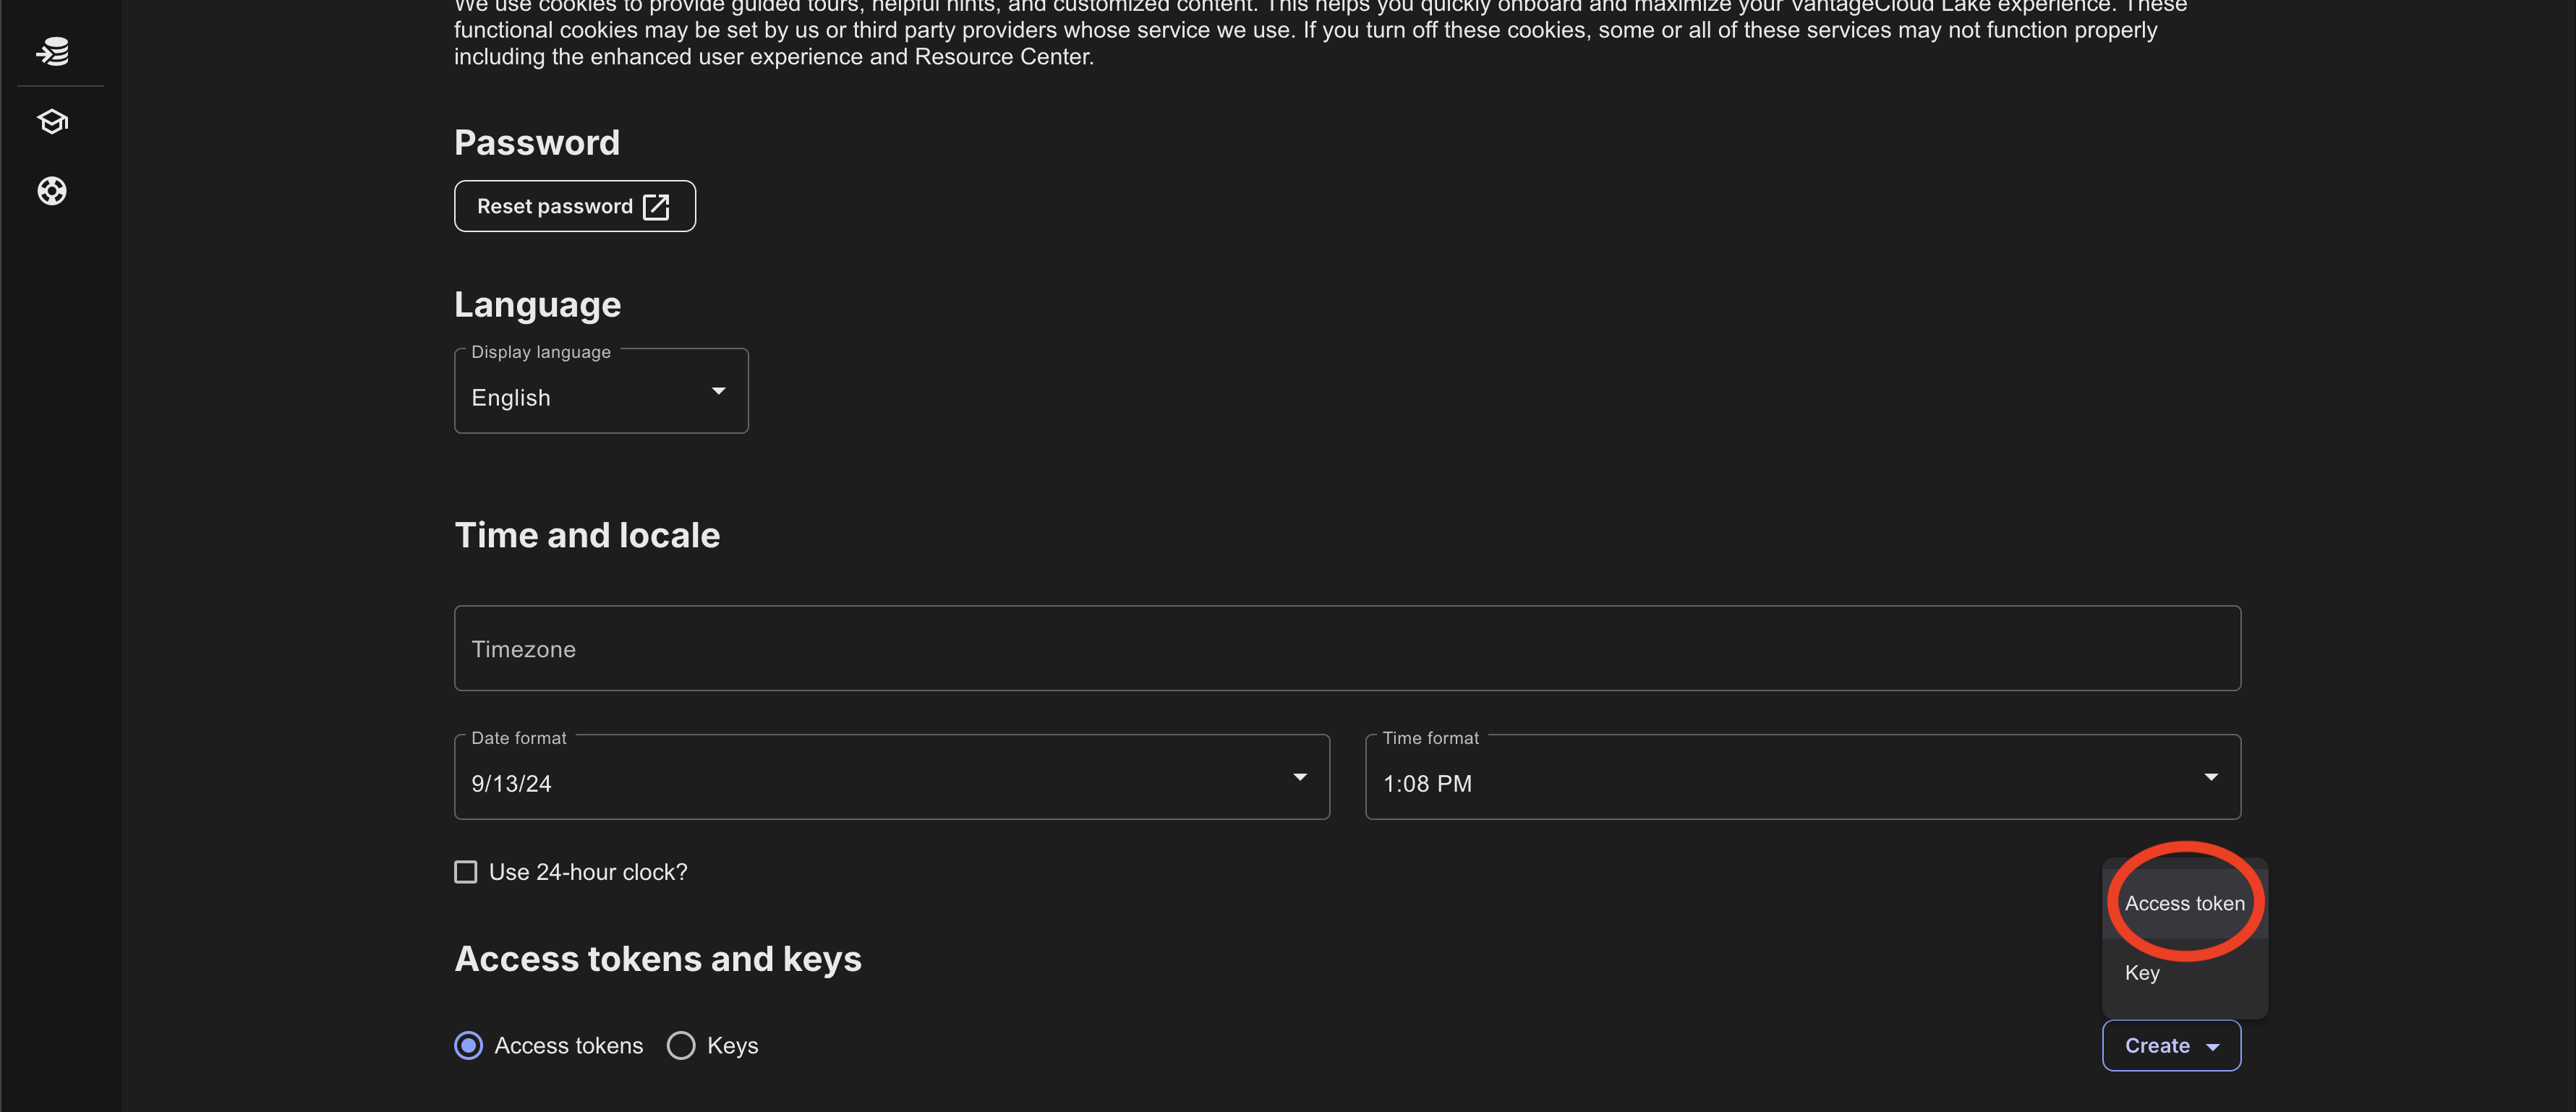 We use cookies to provide guided tours, helpful hints, and customized content. This helps you quickly onboard and maximize your VantageCloud Lake experience. These
functional cookies may be set by us or third party providers whose service we use. If you turn off these cookies, some or all of these services may not function properly
including the enhanced user experience and Resource Center.
Password
Reset password
Language
Display language
English
Time and locale
Timezone
Date format
9/13/24
Time format
1:08 PM
Use 24-hour clock?
Access token
Access tokens and keys
Key
Access tokens
Keys
Create